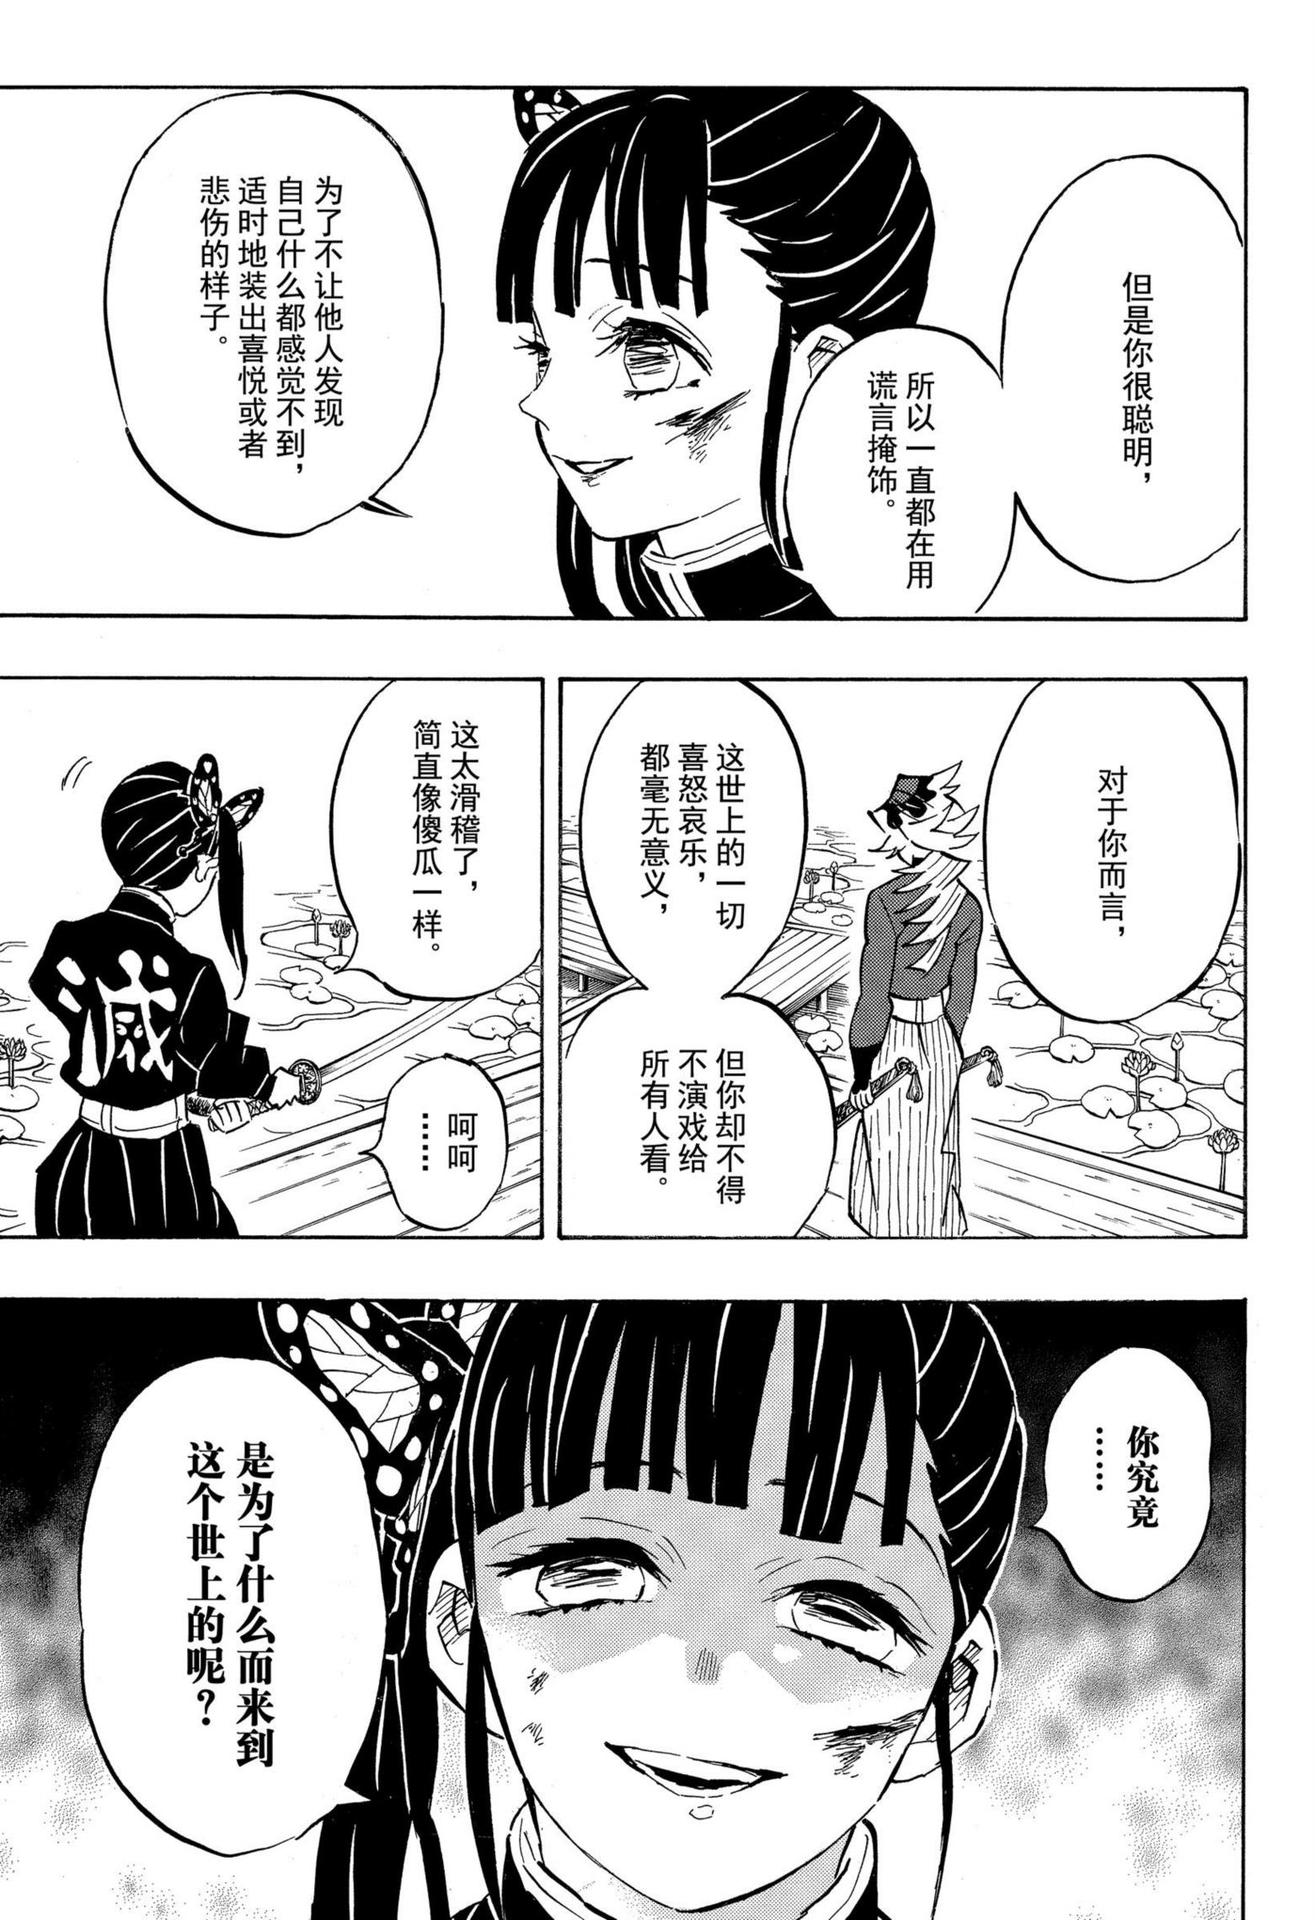 但是你很聪明，
所以一直都在用
谎言掩饰。
为了不让他人发现
自己什么都感觉不到，
适时地装出喜悦或者
悲伤的样子。
对于你而言，
这世上的一切
喜怒哀乐，
都毫无意义，
但你却不得
不演戏给
所有人看。
这太滑稽了，
简直像傻瓜一样。
呵呵
……
滅
你究竟
……
是为了什么而来到
这个世上的呢？